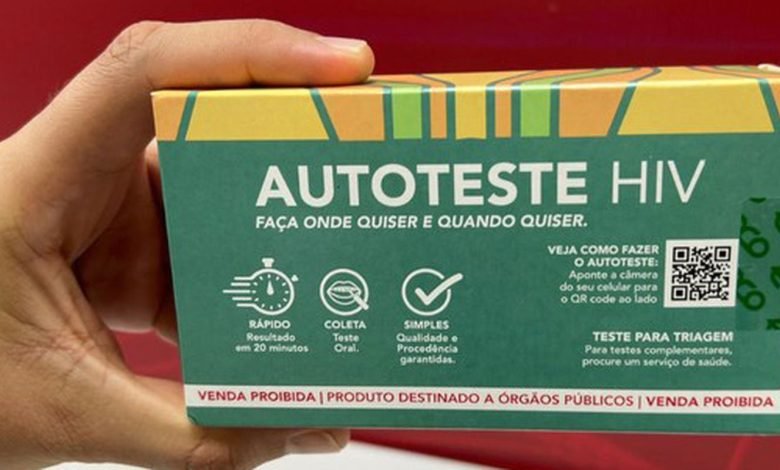 AUTOTESTE HIV
FAÇA ONDE QUISER E QUANDO QUISER.
RÁPIDO
Resultado
em 20 minutos
COLETA
Teste
Oral.
SIMPLES
Qualidade e
Procedência
garantidas.
VEJA COMO FAZER
O AUTOTESTE:
Aponte a câmera
do seu celular para
o QR code ao lado
TESTE PARA TRIAGEM
Para testes complementares,
procure um serviço de saúde.
VENDA PROIBIDA | PRODUTO DESTINADO A ÓRGÃOS PÚBLICOS | VENDA PROIBIDA